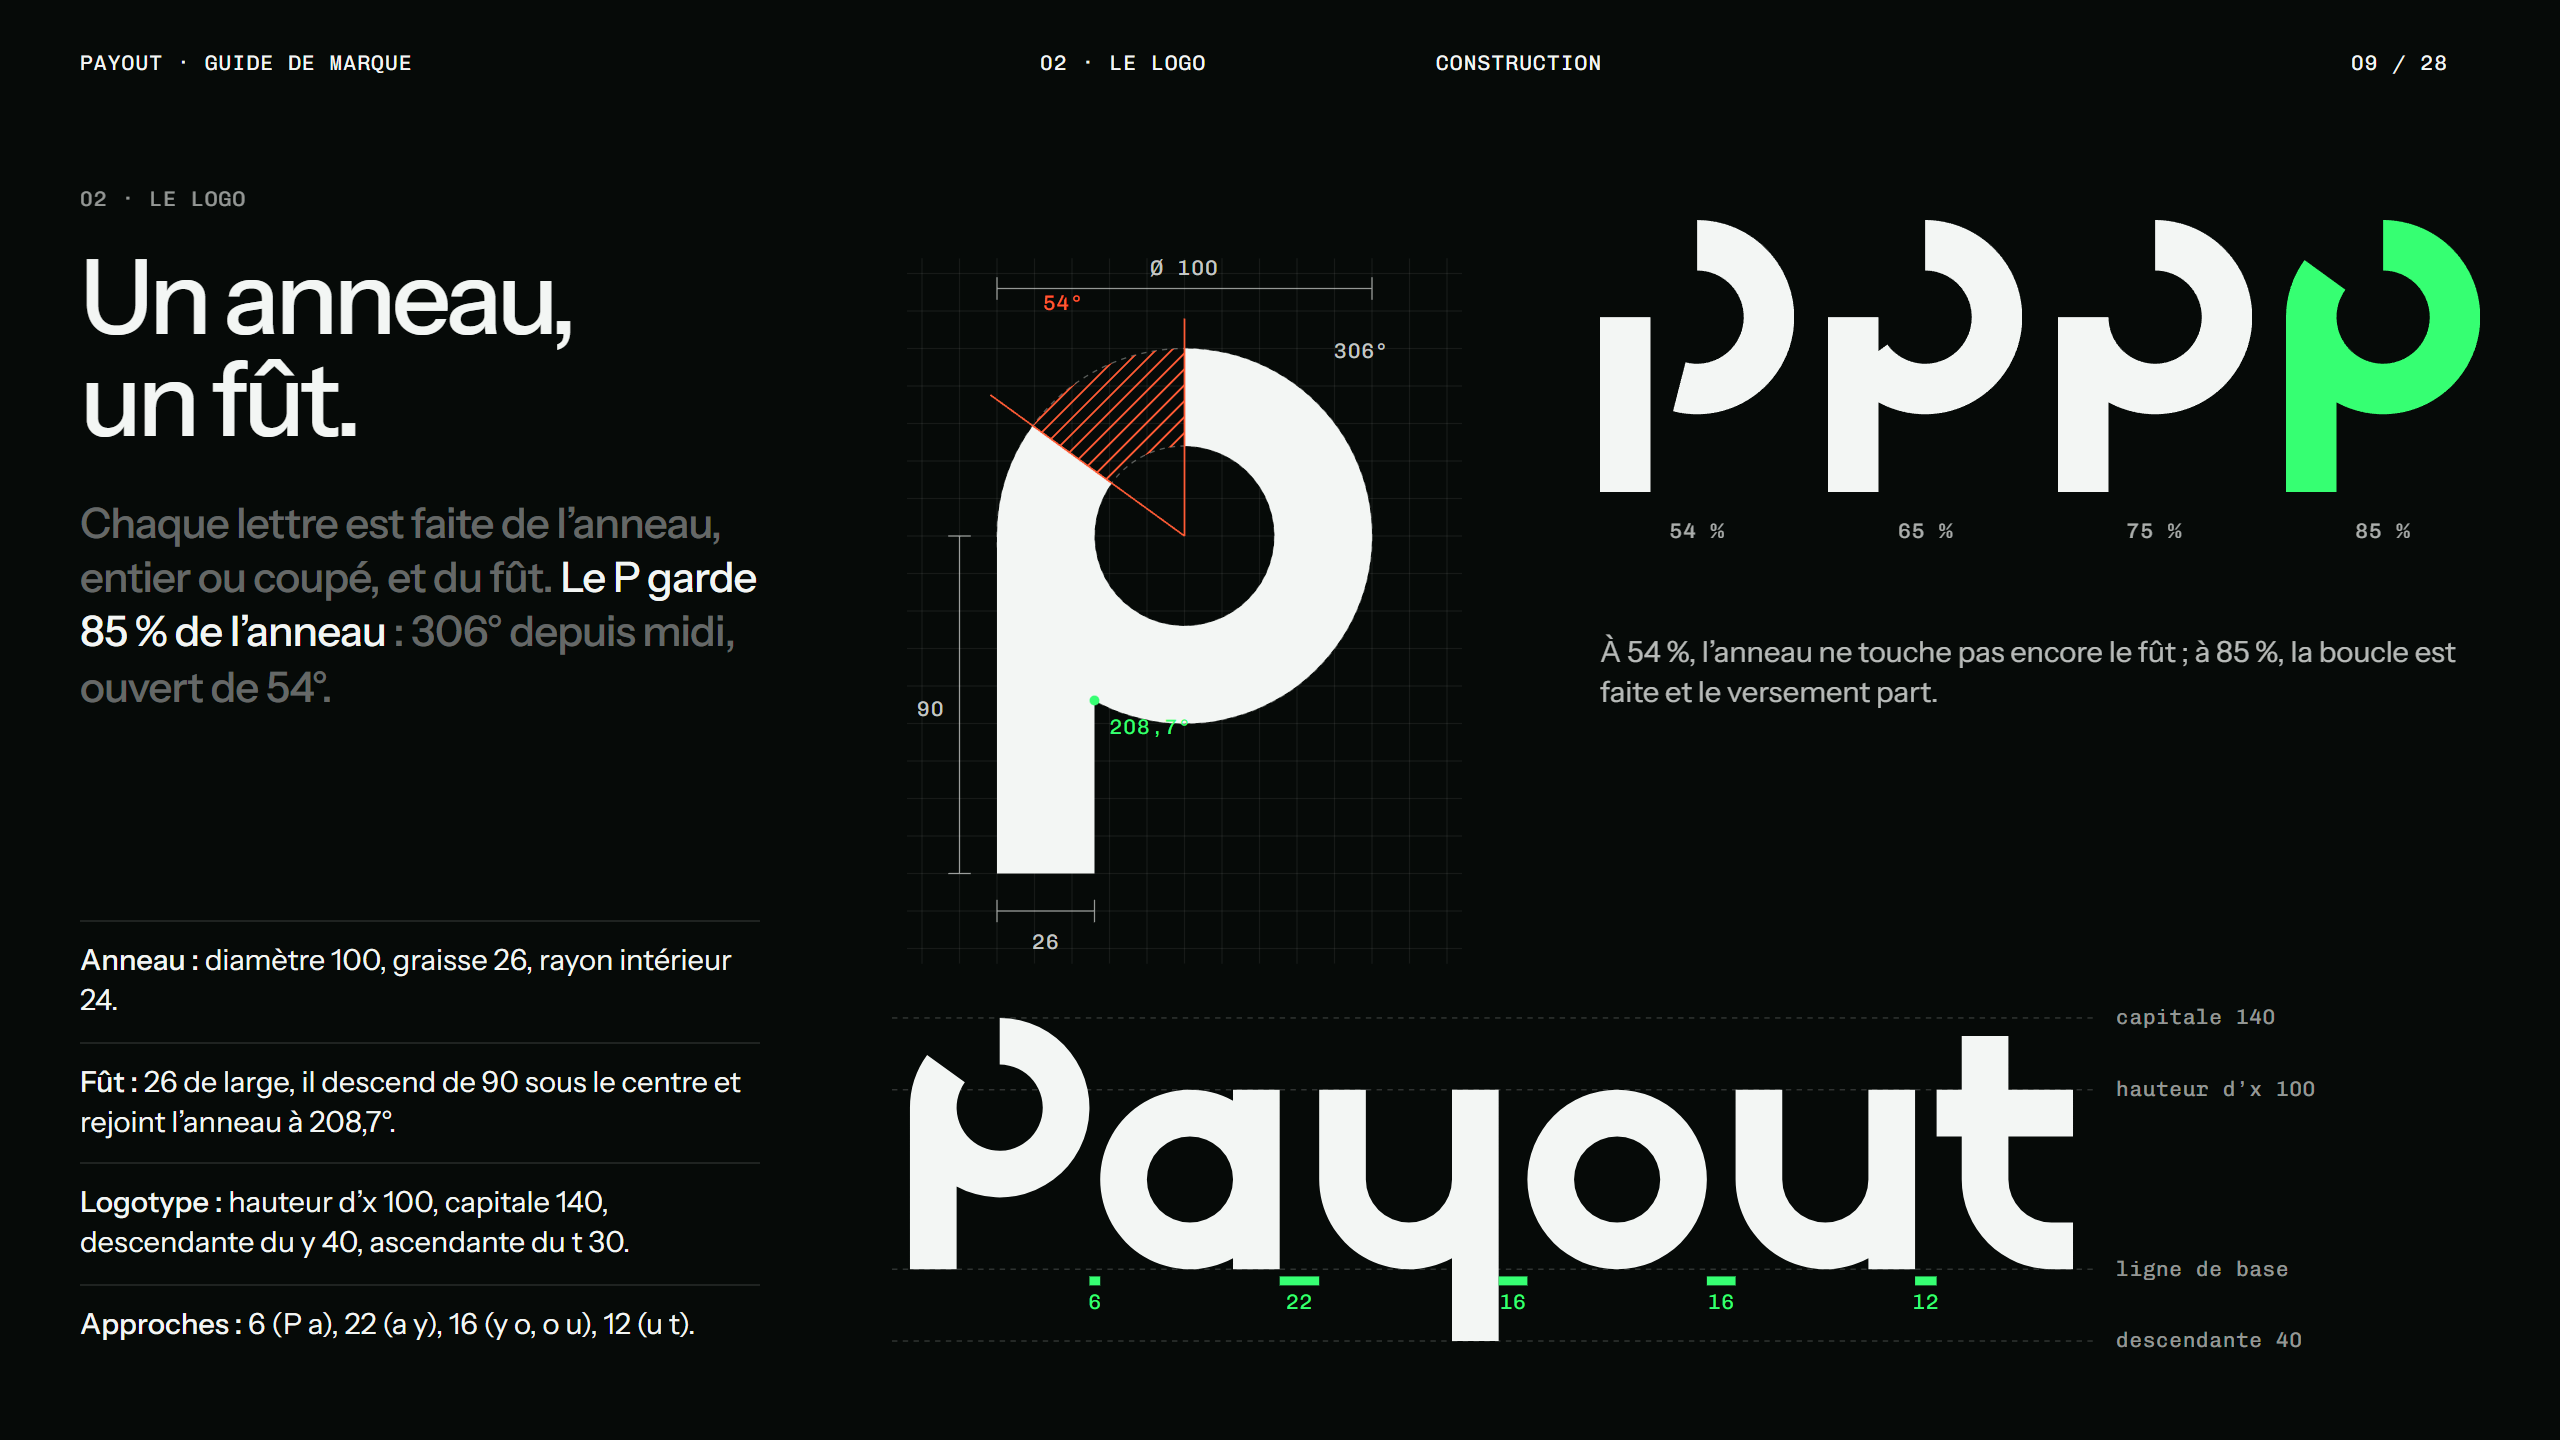 PAYOUT · GUIDE DE MARQUE
02 · LE LOGO
CONSTRUCTION
09 / 28
02 · LE LOGO
Un anneau,
un fût.
Chaque lettre est faite de l’anneau,
entier ou coupé, et du fût. Le P garde
85 % de l’anneau : 306° depuis midi,
ouvert de 54°.
Anneau : diamètre 100, graisse 26, rayon intérieur
24.
Fût : 26 de large, il descend de 90 sous le centre et
rejoint l’anneau à 208,7°.
Logotype : hauteur d’x 100, capitale 140,
descendante du y 40, ascendante du t 30.
Approches : 6 (P a), 22 (a y), 16 (y o, o u), 12 (u t).
Ø 100
54°
306°
90
208,7°
26
54 %
65 %
75 %
85 %
À 54 %, l’anneau ne touche pas encore le fût ; à 85 %, la boucle est
faite et le versement part.
Payout
capitale 140
hauteur d’x 100
ligne de base
descendante 40
6
22
16
16
12